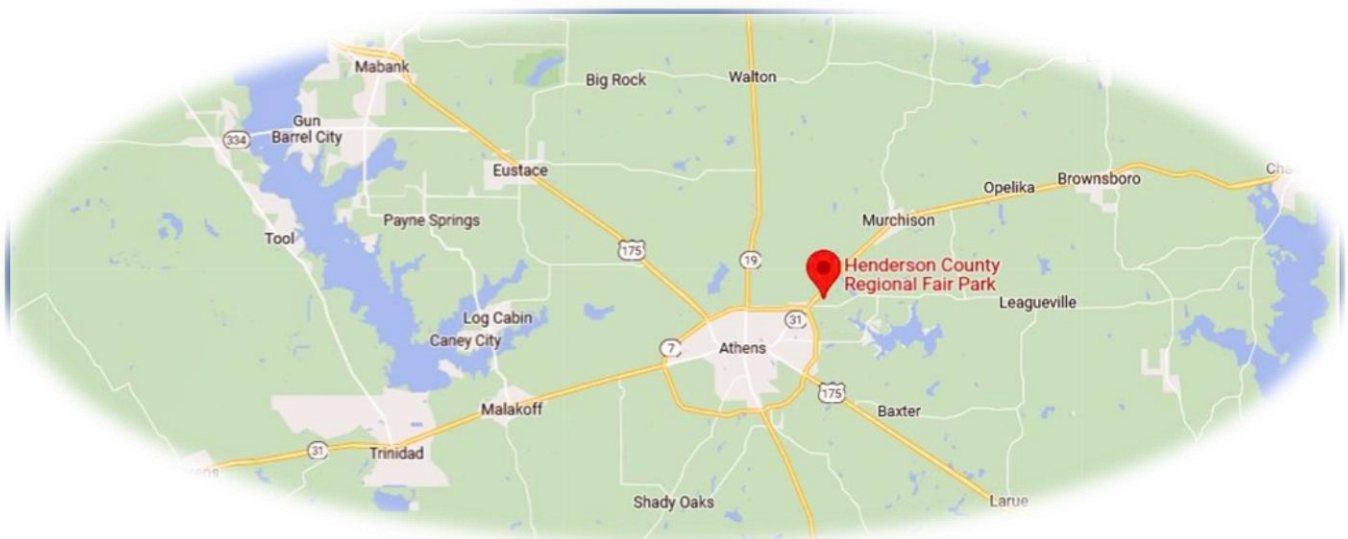 Mabank
Big Rock
Walton
Gun
Barrel City
334
Eustace
Cha
Brownsboro
Opelika
Murchison
Payne Springs
Tool
175
19
Henderson County
Regional Fair Park
Leagueville
Log Cabin
31
Caney City
7
Athens
175
Malakoff
Baxter
31
Trinidad
Shady Oaks
Larue